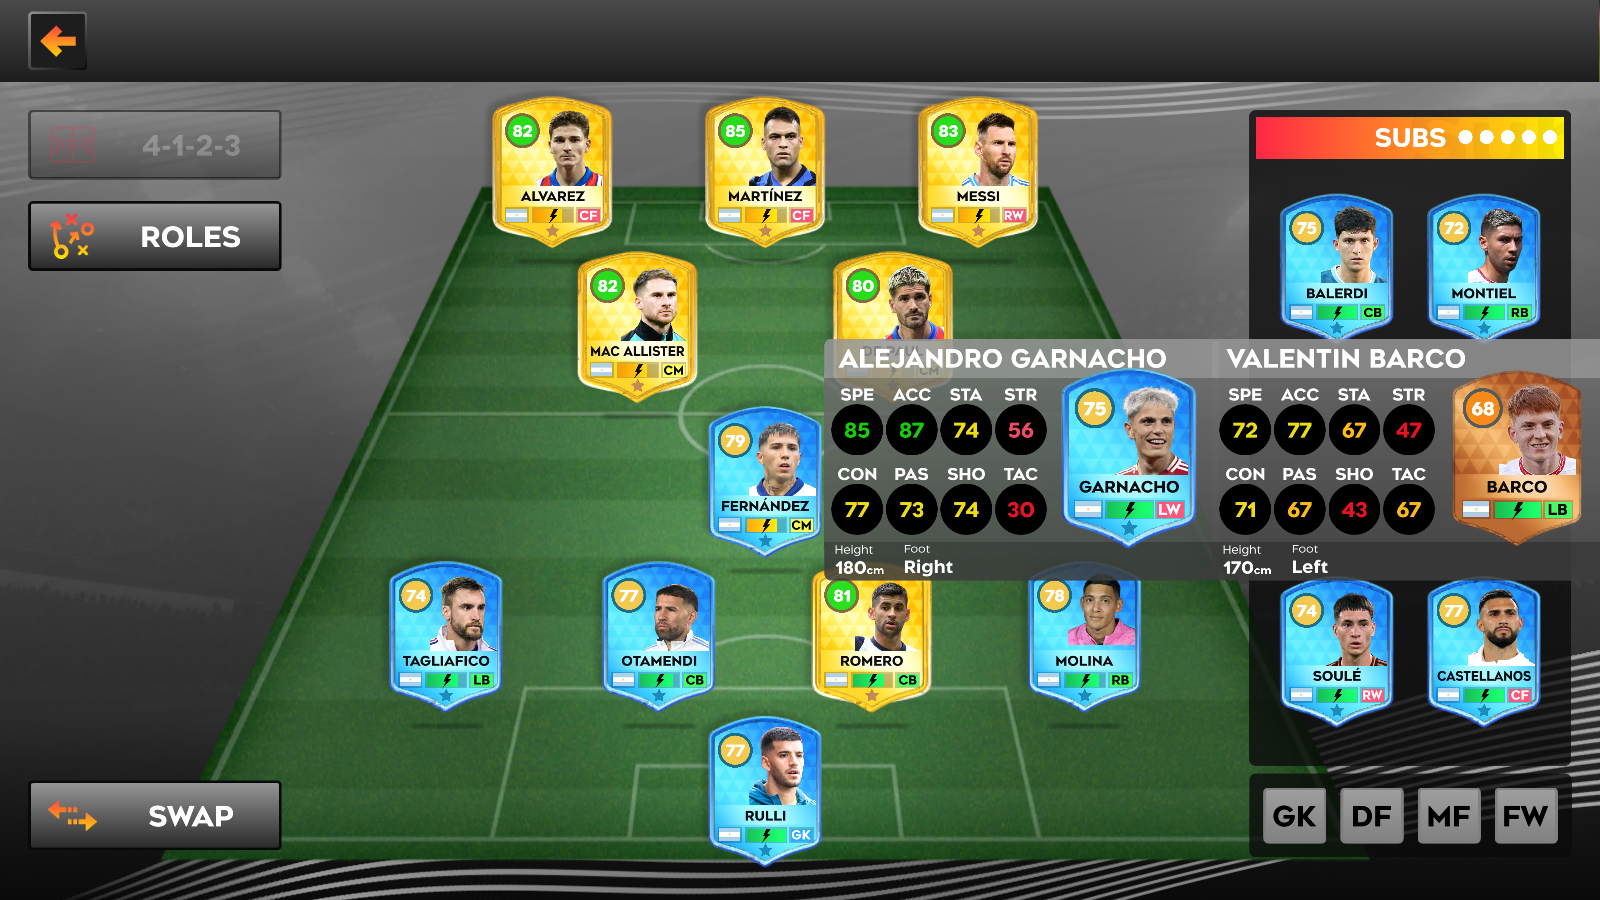 4-1-2-3
ROLES
SUBS
82
ALVAREZ
CF
85
MARTÍNEZ
CF
83
MESSI
RW
75
BALERDI
CB
72
MONTIEL
RB
82
MAC ALLISTER
CM
80
DE PAUL
CM
ALEJANDRO GARNACHO
SPE ACC STA STR
85 87 74 56
CON PAS SHO TAC
77 73 74 30
Height Foot
180cm Right
75
GARNACHO
LW
VALENTIN BARCO
SPE ACC STA STR
72 77 67 47
CON PAS SHO TAC
71 67 43 67
Height Foot
170cm Left
68
BARCO
LB
79
FERNÁNDEZ
CM
74
TAGLIAFICO
LB
77
OTAMENDI
CB
81
ROMERO
CB
78
MOLINA
RB
74
SOULÉ
RW
77
CASTELLANOS
CF
77
RULLI
GK
SWAP
GK DF MF FW